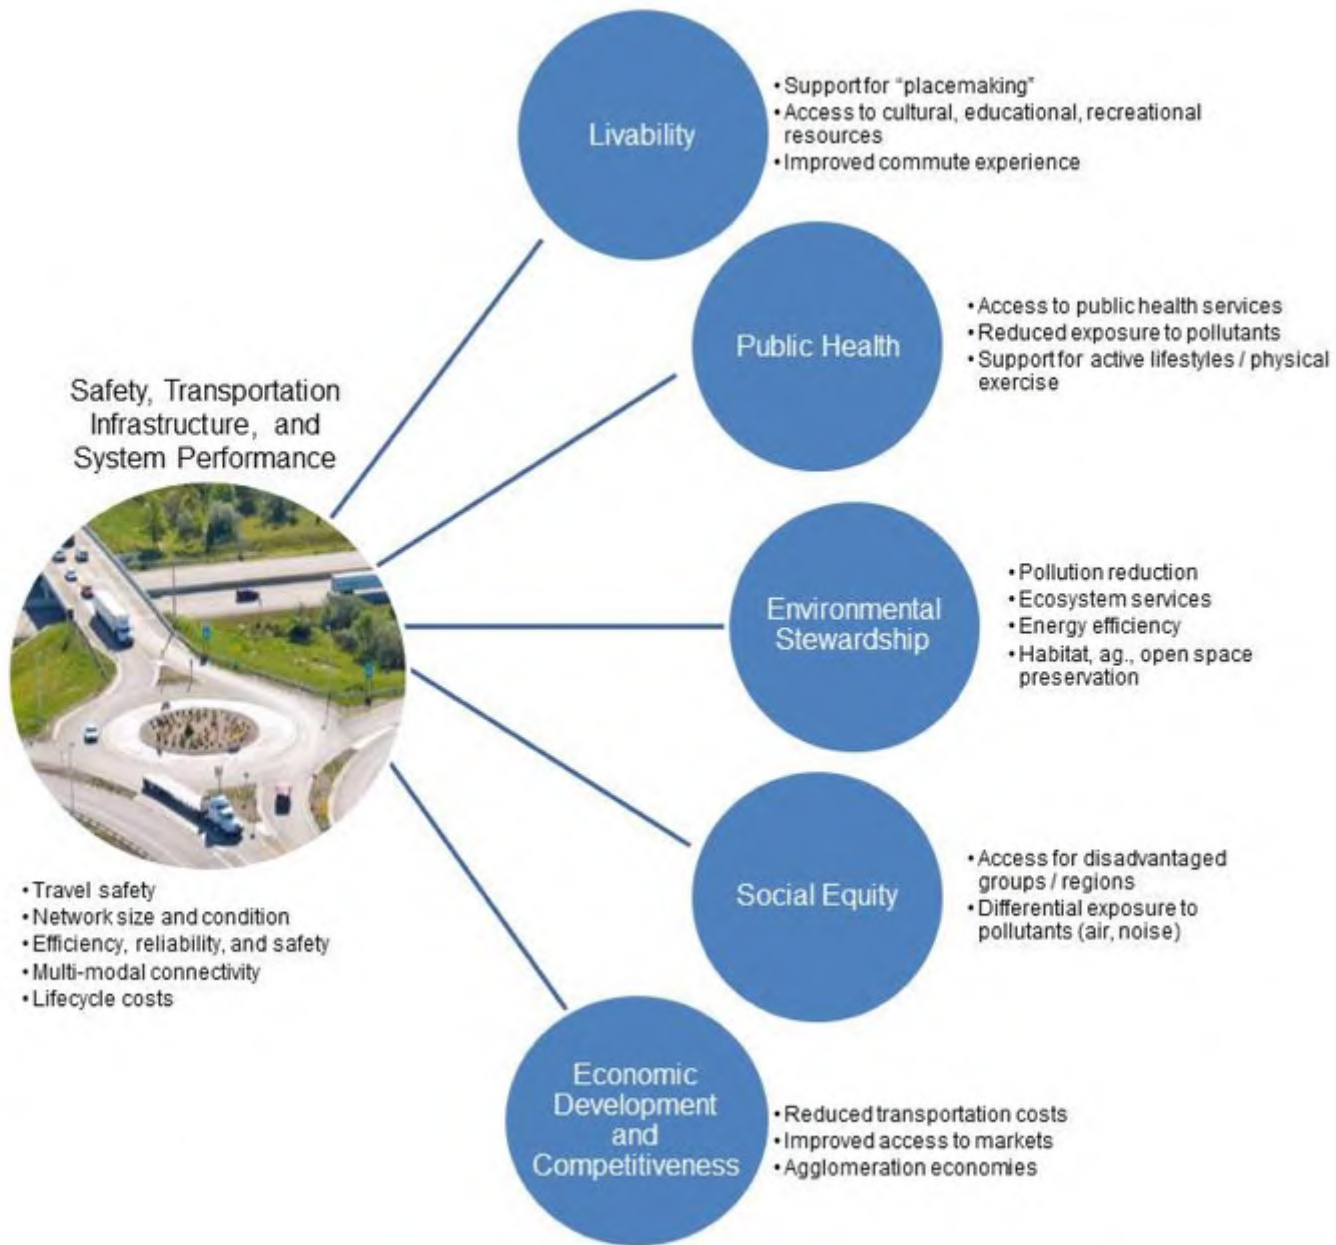 Livability
• Support for “placemaking”
• Access to cultural, educational, recreational
resources
• Improved commute experience
Public Health
• Access to public health services
• Reduced exposure to pollutants
• Support for active lifestyles / physical
exercise
Safety, Transportation
Infrastructure, and
System Performance
• Travel safety
• Network size and condition
• Efficiency, reliability, and safety
• Multi-modal connectivity
• Lifecycle costs
Environmental
Stewardship
• Pollution reduction
• Ecosystem services
• Energy efficiency
• Habitat, ag., open space
preservation
Social Equity
• Access for disadvantaged
groups / regions
• Differential exposure to
pollutants (air, noise)
Economic
Development
and
Competitiveness
• Reduced transportation costs
• Improved access to markets
• Agglomeration economies